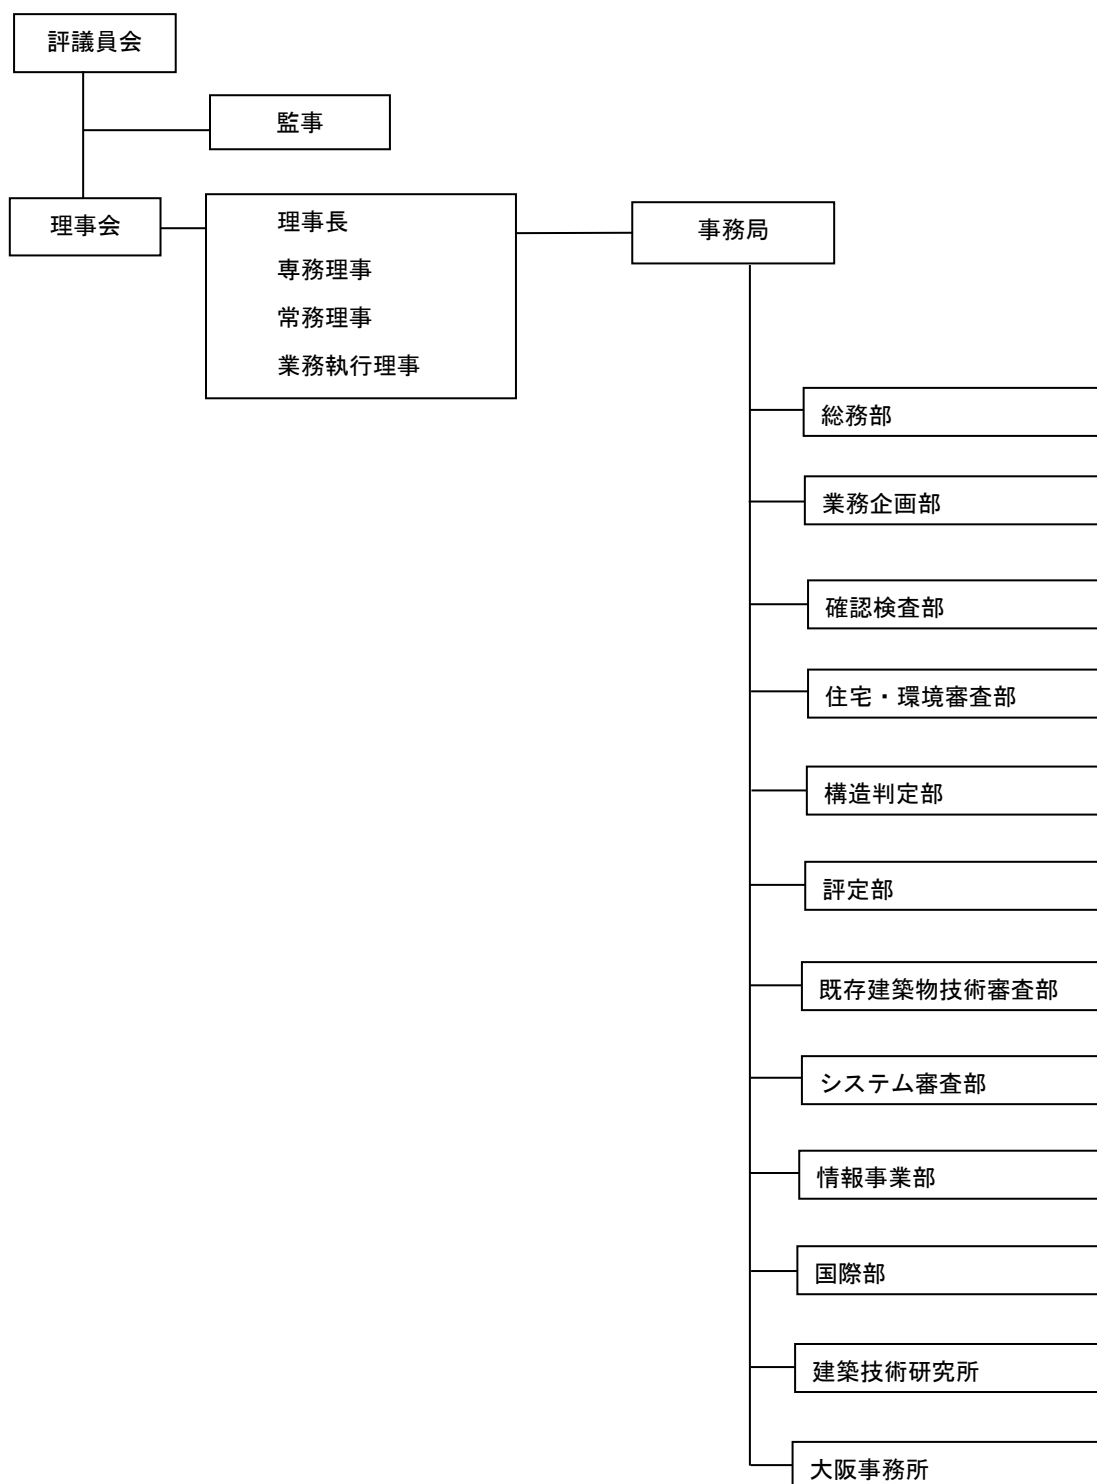 評議員会
監事
理事会
理事長
専務理事
常務理事
業務執行理事
事務局
総務部
業務企画部
確認検査部
住宅・環境審査部
構造判定部
評定部
既存建築物技術審査部
システム審査部
情報事業部
国際部
建築技術研究所
大阪事務所